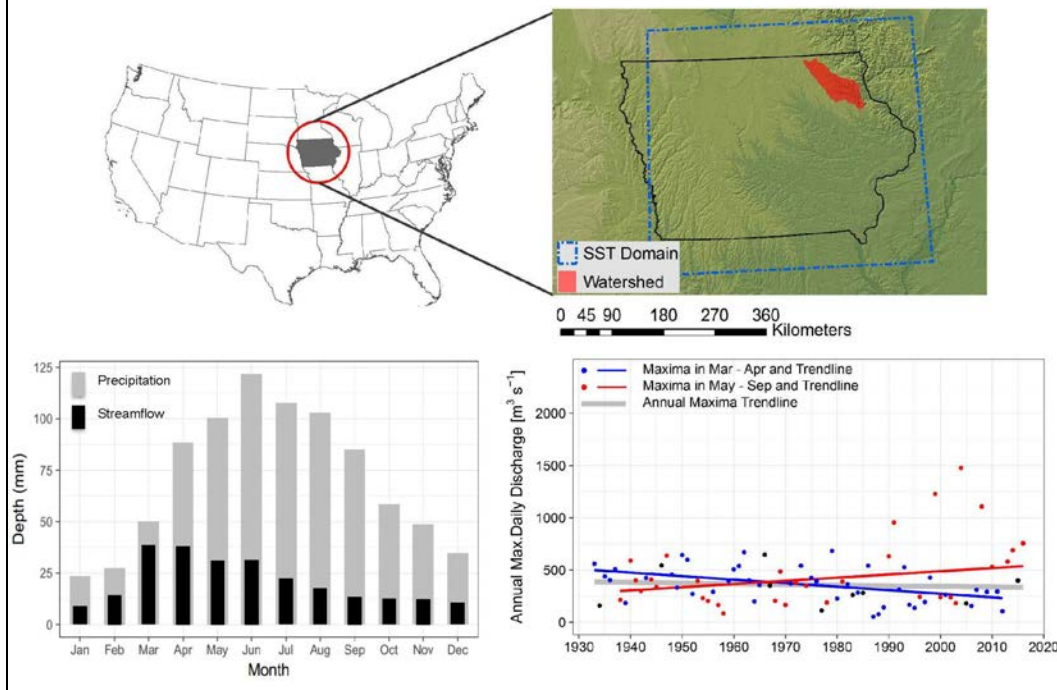 SST Domain
Watershed
0 45 90 180 270 360
Kilometers
125
100
75
50
25
0
Depth (mm)
Precipitation
Streamflow
Jan Feb Mar Apr May Jun Jul Aug Sep Oct Nov Dec
Month
Annual Max.Daily Discharge [m³ s⁻¹]
2000
1500
1000
500
0
Maxima in Mar - Apr and Trendline
Maxima in May - Sep and Trendline
Annual Maxima Trendline
1930 1940 1950 1960 1970 1980 1990 2000 2010 2020